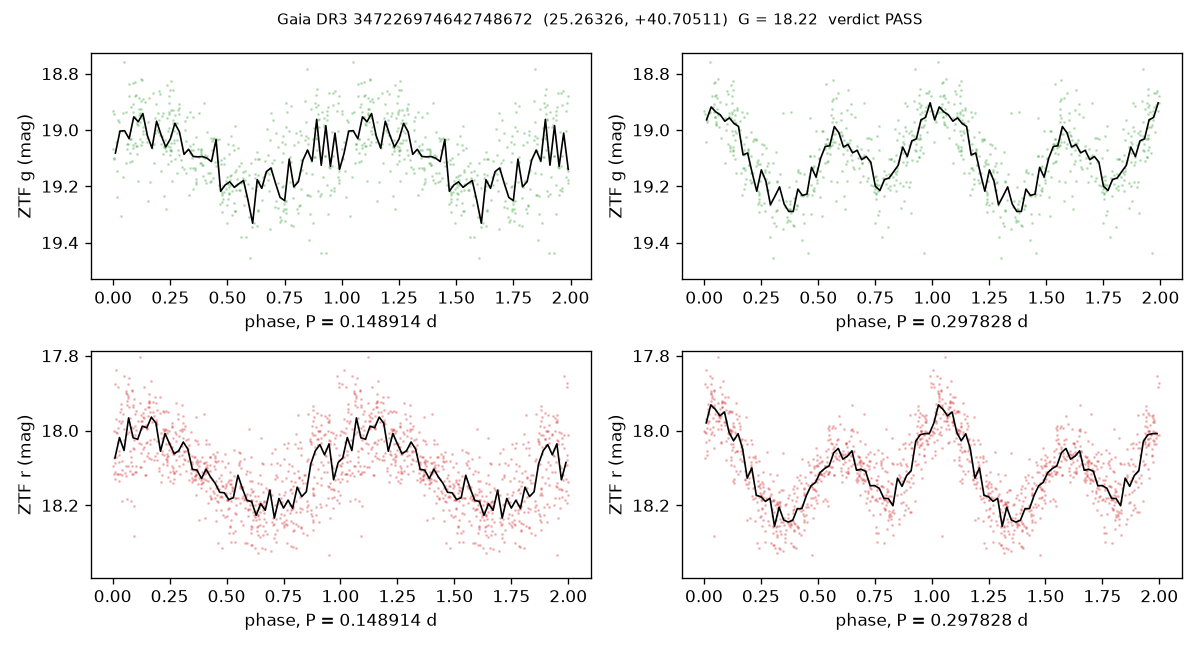 Gaia DR3 347226974642748672  (25.26326, +40.70511)  G = 18.22  verdict PASS
ZTF g (mag)
18.8
19.0
19.2
19.4
0.00 0.25 0.50 0.75 1.00 1.25 1.50 1.75 2.00
phase, P = 0.148914 d
ZTF g (mag)
18.8
19.0
19.2
19.4
0.00 0.25 0.50 0.75 1.00 1.25 1.50 1.75 2.00
phase, P = 0.297828 d
ZTF r (mag)
17.8
18.0
18.2
0.00 0.25 0.50 0.75 1.00 1.25 1.50 1.75 2.00
phase, P = 0.148914 d
ZTF r (mag)
17.8
18.0
18.2
0.00 0.25 0.50 0.75 1.00 1.25 1.50 1.75 2.00
phase, P = 0.297828 d